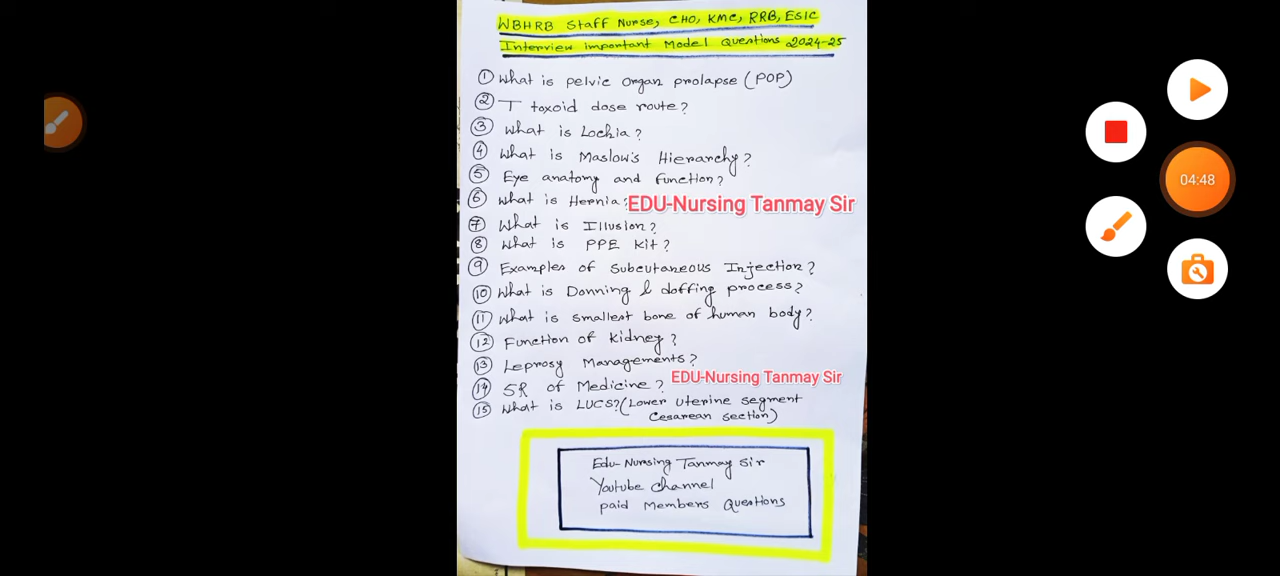 WBHRB Staff Nurse, CHO, KMC, RRB, ESIC
Interview important Model Questions 2024-25
① What is pelvic organ prolapse (POP)
② T toxoid dose route?
③ What is Lochia?
④ What is Maslow's Hierarchy?
⑤ Eye anatomy and function?
⑥ What is Hernia?
EDU-Nursing Tanmay Sir
⑦ What is Illusion?
⑧ What is PPE Kit?
⑨ Examples of Subcutaneous Injection?
⑩ What is Donning & doffing process?
⑪ What is smallest bone of human body?
⑫ Function of Kidney?
⑬ Leprosy Managements?
EDU-Nursing Tanmay Sir
⑭ 5R of Medicine?
⑮ What is LUCS? (Lower uterine segment
Cesarean section)
Edu-Nursing Tanmay Sir
Youtube channel
paid Members Questions
04:48